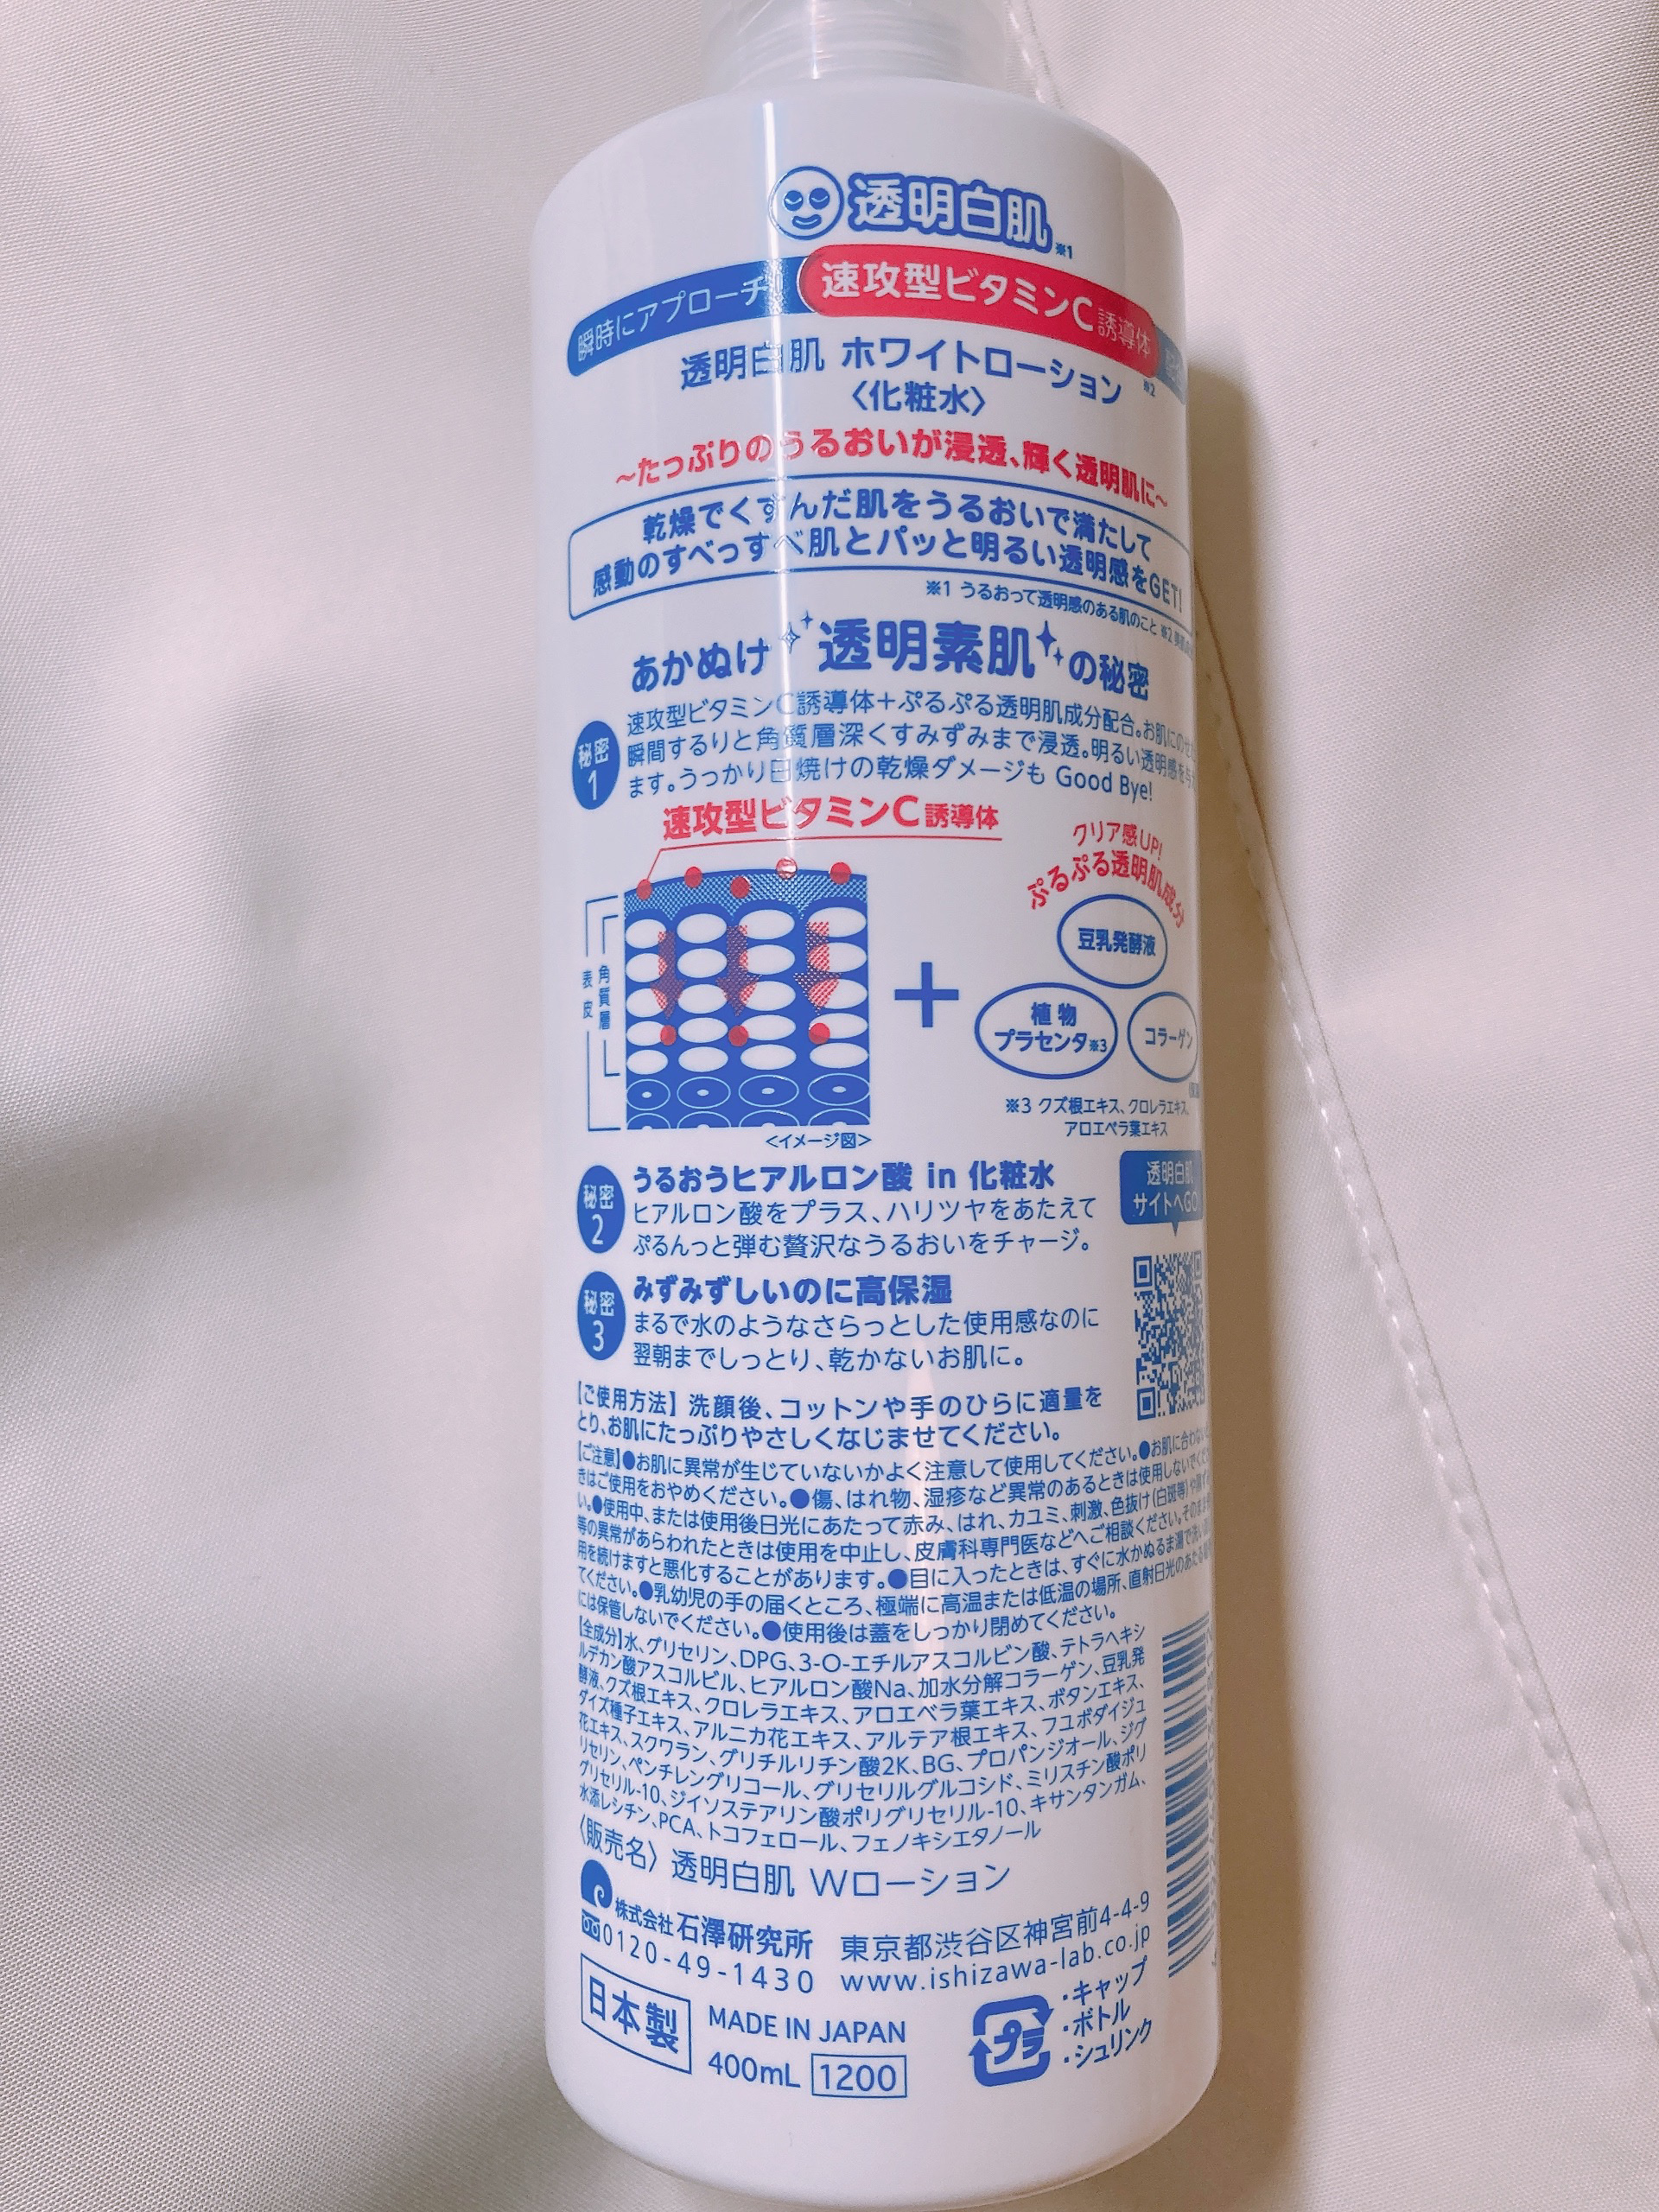 透明白肌※1
瞬時にアプローチ! 速攻型ビタミンC誘導体※2
透明白肌 ホワイトローション
〈化粧水〉
～たっぷりのうるおいが浸透、輝く透明肌に～
乾燥でくすんだ肌をうるおいで満たして
感動のすべっすべ肌とパッと明るい透明感をGET!
※1 うるおって透明感のある肌のこと ※2
あかぬけ透明素肌の秘密
秘密1
速攻型ビタミンC誘導体＋ぷるぷる透明肌成分配合。お肌にのせた
瞬間するりと角質層深くすみずみまで浸透。明るい透明感を与え
ます。うっかり日焼けの乾燥ダメージも Good Bye!
速攻型ビタミンC誘導体
角質層
表皮
<イメージ図>
+
クリア感UP!
ぷるぷる透明肌成分
豆乳発酵液
植物
プラセンタ※3
コラーゲン
※3 クズ根エキス、クロレラエキス、
アロエベラ葉エキス
秘密2
うるおうヒアルロン酸 in 化粧水
ヒアルロン酸をプラス、ハリツヤをあたえて
ぷるんっと弾む贅沢なうるおいをチャージ。
秘密3
みずみずしいのに高保湿
まるで水のようなさらっとした使用感なのに
翌朝までしっとり、乾かないお肌に。
透明白肌
サイトへGO!
【ご使用方法】洗顔後、コットンや手のひらに適量を
とり、お肌にたっぷりやさしくなじませてください。
【ご注意】●お肌に異常が生じていないかよく注意して使用してください。●お肌に合わない
きはご使用をおやめください。●傷、はれ物、湿疹など異常のあるときは使用しないでくださ
い。●使用中、または使用後日光にあたって赤み、はれ、カユミ、刺激、色抜け(白斑等)や
等の異常があらわれたときは使用を中止し、皮膚科専門医などへご相談ください。そのまま
用を続けますと悪化することがあります。●目に入ったときは、すぐに水かぬるま湯で洗い
てください。●乳幼児の手の届くところ、極端に高温または低温の場所、直射日光のあたる
には保管しないでください。●使用後は蓋をしっかり閉めてください。
【全成分】水、グリセリン、DPG、3-O-エチルアスコルビン酸、テトラヘキシ
ルデカン酸アスコルビル、ヒアルロン酸Na、加水分解コラーゲン、豆乳発
酵液、クズ根エキス、クロレラエキス、アロエベラ葉エキス、ボタンエキス、
ダイズ種子エキス、アルニカ花エキス、アルテア根エキス、フユボダイジュ
花エキス、スクワラン、グリチルリチン酸2K、BG、プロパンジオール、ジグ
リセリン、ペンチレングリコール、グリセリルグルコシド、ミリスチン酸ポリ
グリセリル-10、ジイソステアリン酸ポリグリセリル-10、キサンタンガム、
水添レシチン、PCA、トコフェロール、フェノキシエタノール
〈販売名〉透明白肌 Wローション
株式会社 石澤研究所 東京都渋谷区神宮前4-4-9
0120-49-1430 www.ishizawa-lab.co.jp
日本製
MADE IN JAPAN
400mL 1200
プラ
・キャップ
・ボトル
・シュリンク